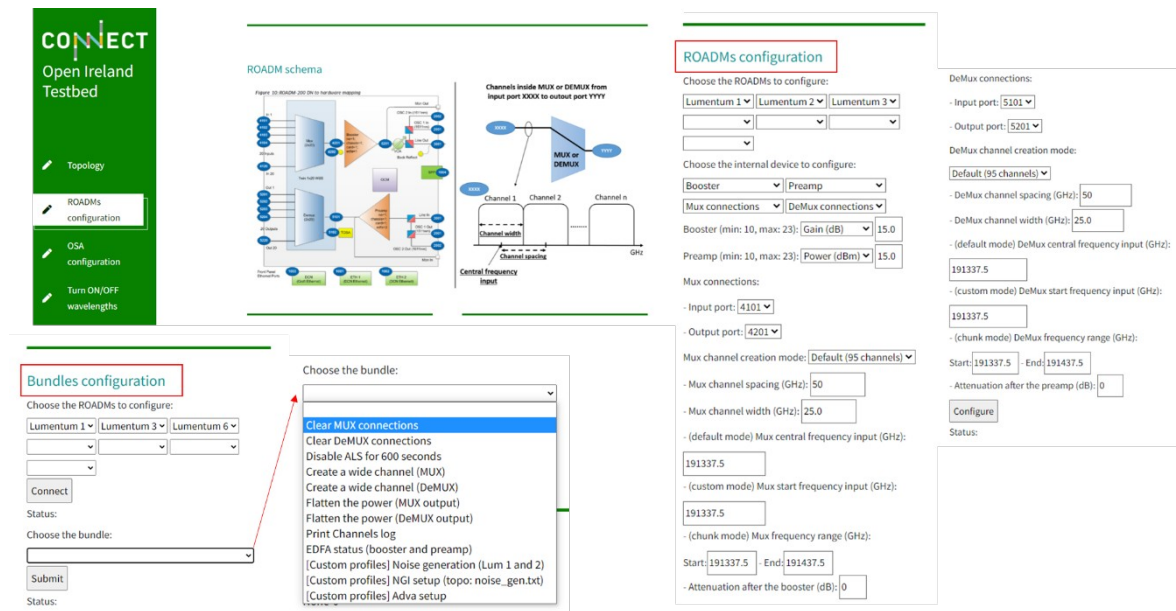 CONNECT
Open Ireland
Testbed
Topology
ROADMs
configuration
OSA
configuration
Turn ON/OFF
wavelengths
ROADM schema
Channels inside MUX or DEMUX from
input port XXXX to outout port YYYY
XXXX
YYYY
MUX or
DEMUX
XXXX
Channel 1
Channel 2
Channel n
Channel width
Channel spacing
GHz
Central frequency
input
ROADMs configuration
Choose the ROADMs to configure:
Lumentum 1 Lumentum 2 Lumentum 3
Choose the internal device to configure:
Booster Preamp
Mux connections DeMux connections
Booster (min: 10, max: 23): Gain (dB) 15.0
Preamp (min: 10, max: 23): Power (dBm) 15.0
Mux connections:
- Input port: 4101
- Output port: 4201
Mux channel creation mode: Default (95 channels)
- Mux channel spacing (GHz): 50
- Mux channel width (GHz): 25.0
- (default mode) Mux central frequency input (GHz):
191337.5
- (custom mode) Mux start frequency input (GHz):
191337.5
- (chunk mode) Mux frequency range (GHz):
Start: 191337.5 - End: 191437.5
- Attenuation after the booster (dB): 0
DeMux connections:
- Input port: 5101
- Output port: 5201
DeMux channel creation mode:
Default (95 channels)
- DeMux channel spacing (GHz): 50
- DeMux channel width (GHz): 25.0
- (default mode) DeMux central frequency input (GHz):
191337.5
- (custom mode) DeMux start frequency input (GHz):
191337.5
- (chunk mode) DeMux frequency range (GHz):
Start: 191337.5 - End: 191437.5
- Attenuation after the preamp (dB): 0
Configure
Status:
Bundles configuration
Choose the ROADMs to configure:
Lumentum 1 Lumentum 3 Lumentum 6
Connect
Status:
Choose the bundle:
Submit
Status:
Choose the bundle:
Clear MUX connections
Clear DeMUX connections
Disable ALS for 600 seconds
Create a wide channel (MUX)
Create a wide channel (DeMUX)
Flatten the power (MUX output)
Flatten the power (DeMUX output)
Print Channels log
EDFA status (booster and preamp)
[Custom profiles] Noise generation (Lum 1 and 2)
[Custom profiles] NGI setup (topo: noise_gen.txt)
[Custom profiles] Adva setup